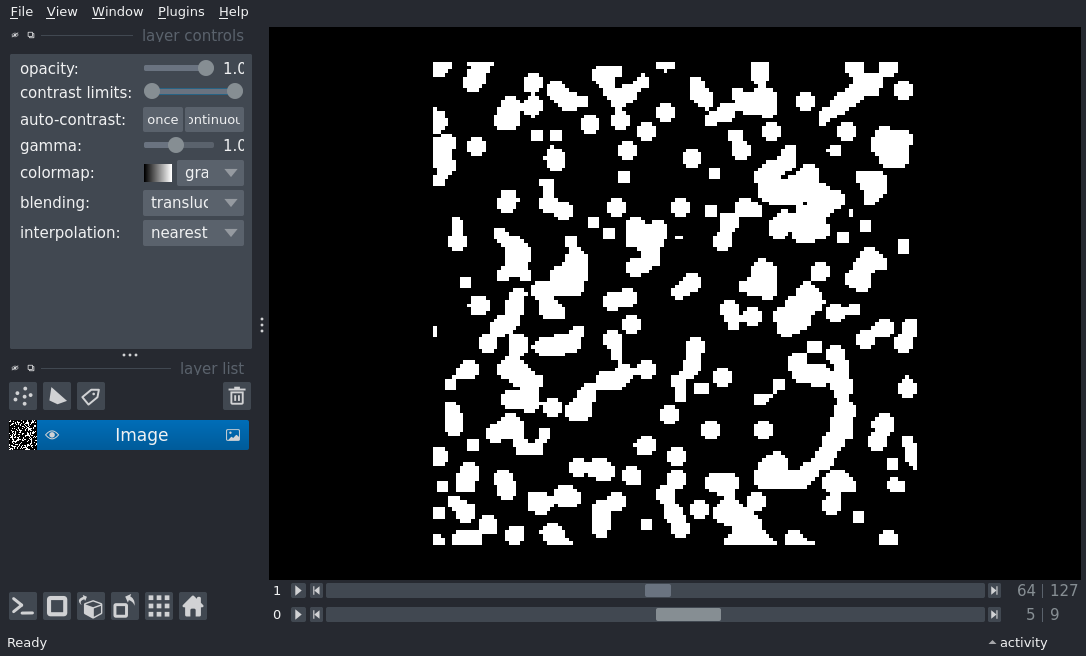 File View Window Plugins Help
layer controls
opacity: 1.0
contrast limits:
auto-contrast: once ontinuou
gamma: 1.0
colormap: gra
blending: transluc
interpolation: nearest
layer list
Image
1 64 127
0 5 9
Ready activity